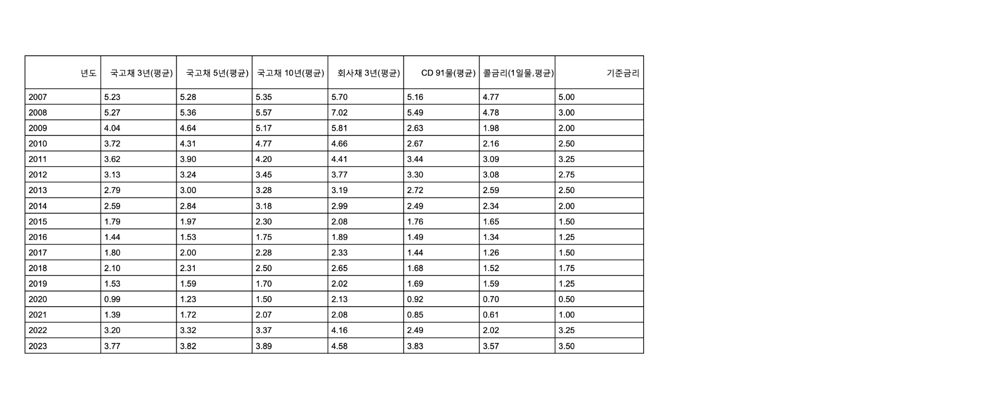 년도 국고채 3년(평균) 국고채 5년(평균) 국고채 10년(평균) 회사채 3년(평균) CD 91물(평균) 콜금리(1일물,평균) 기준금리
2007 5.23 5.28 5.35 5.70 5.16 4.77 5.00
2008 5.27 5.36 5.57 7.02 5.49 4.78 3.00
2009 4.04 4.64 5.17 5.81 2.63 1.98 2.00
2010 3.72 4.31 4.77 4.66 2.67 2.16 2.50
2011 3.62 3.90 4.20 4.41 3.44 3.09 3.25
2012 3.13 3.24 3.45 3.77 3.30 3.08 2.75
2013 2.79 3.00 3.28 3.19 2.72 2.59 2.50
2014 2.59 2.84 3.18 2.99 2.49 2.34 2.00
2015 1.79 1.97 2.30 2.08 1.76 1.65 1.50
2016 1.44 1.53 1.75 1.89 1.49 1.34 1.25
2017 1.80 2.00 2.28 2.33 1.44 1.26 1.50
2018 2.10 2.31 2.50 2.65 1.68 1.52 1.75
2019 1.53 1.59 1.70 2.02 1.69 1.59 1.25
2020 0.99 1.23 1.50 2.13 0.92 0.70 0.50
2021 1.39 1.72 2.07 2.08 0.85 0.61 1.00
2022 3.20 3.32 3.37 4.16 2.49 2.02 3.25
2023 3.77 3.82 3.89 4.58 3.83 3.57 3.50